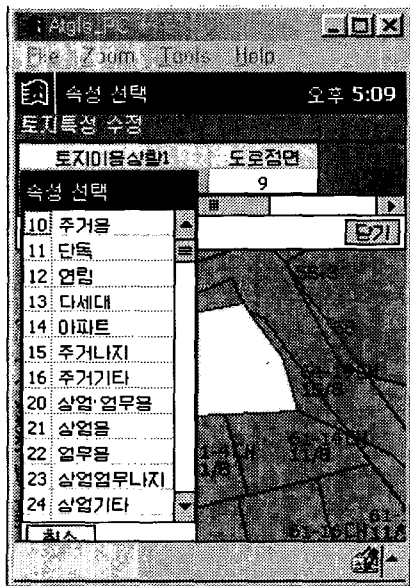 File Zoom Tools Help
속성 선택 오후 5:09
토지특성 수정
토지이용상황1 도로접면
9
속성 선택
닫기
10 주거용
11 단독
12 연립
13 다세대
14 아파트
15 주거나지
16 주거기타
20 상업·업무용
21 상업용
22 업무용
23 상업업무나지
24 상업기타
취소